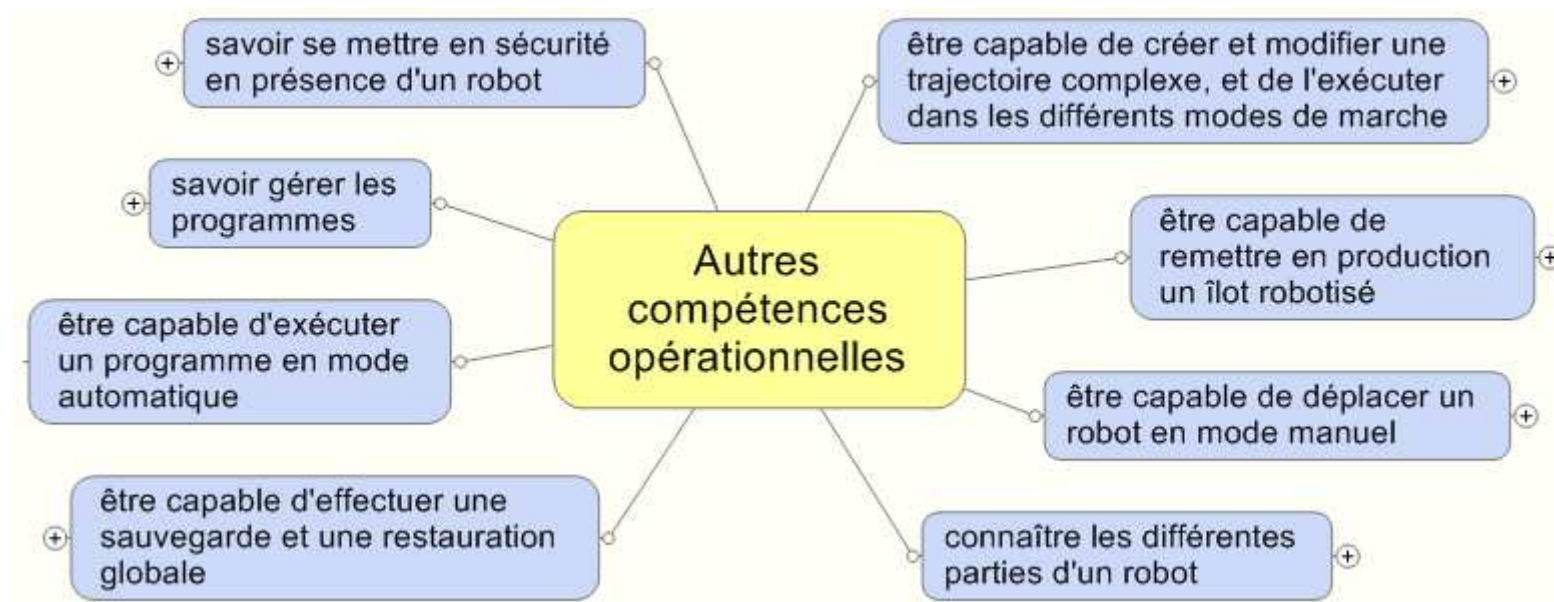 savoir se mettre en sécurité
en présence d'un robot
être capable de créer et modifier une
trajectoire complexe, et de l'exécuter
dans les différents modes de marche
savoir gérer les
programmes
être capable de
remettre en production
un îlot robotisé
Autres
compétences
opérationnelles
être capable d'exécuter
un programme en mode
automatique
être capable de déplacer un
robot en mode manuel
être capable d'effectuer une
sauvegarde et une restauration
globale
connaître les différentes
parties d'un robot